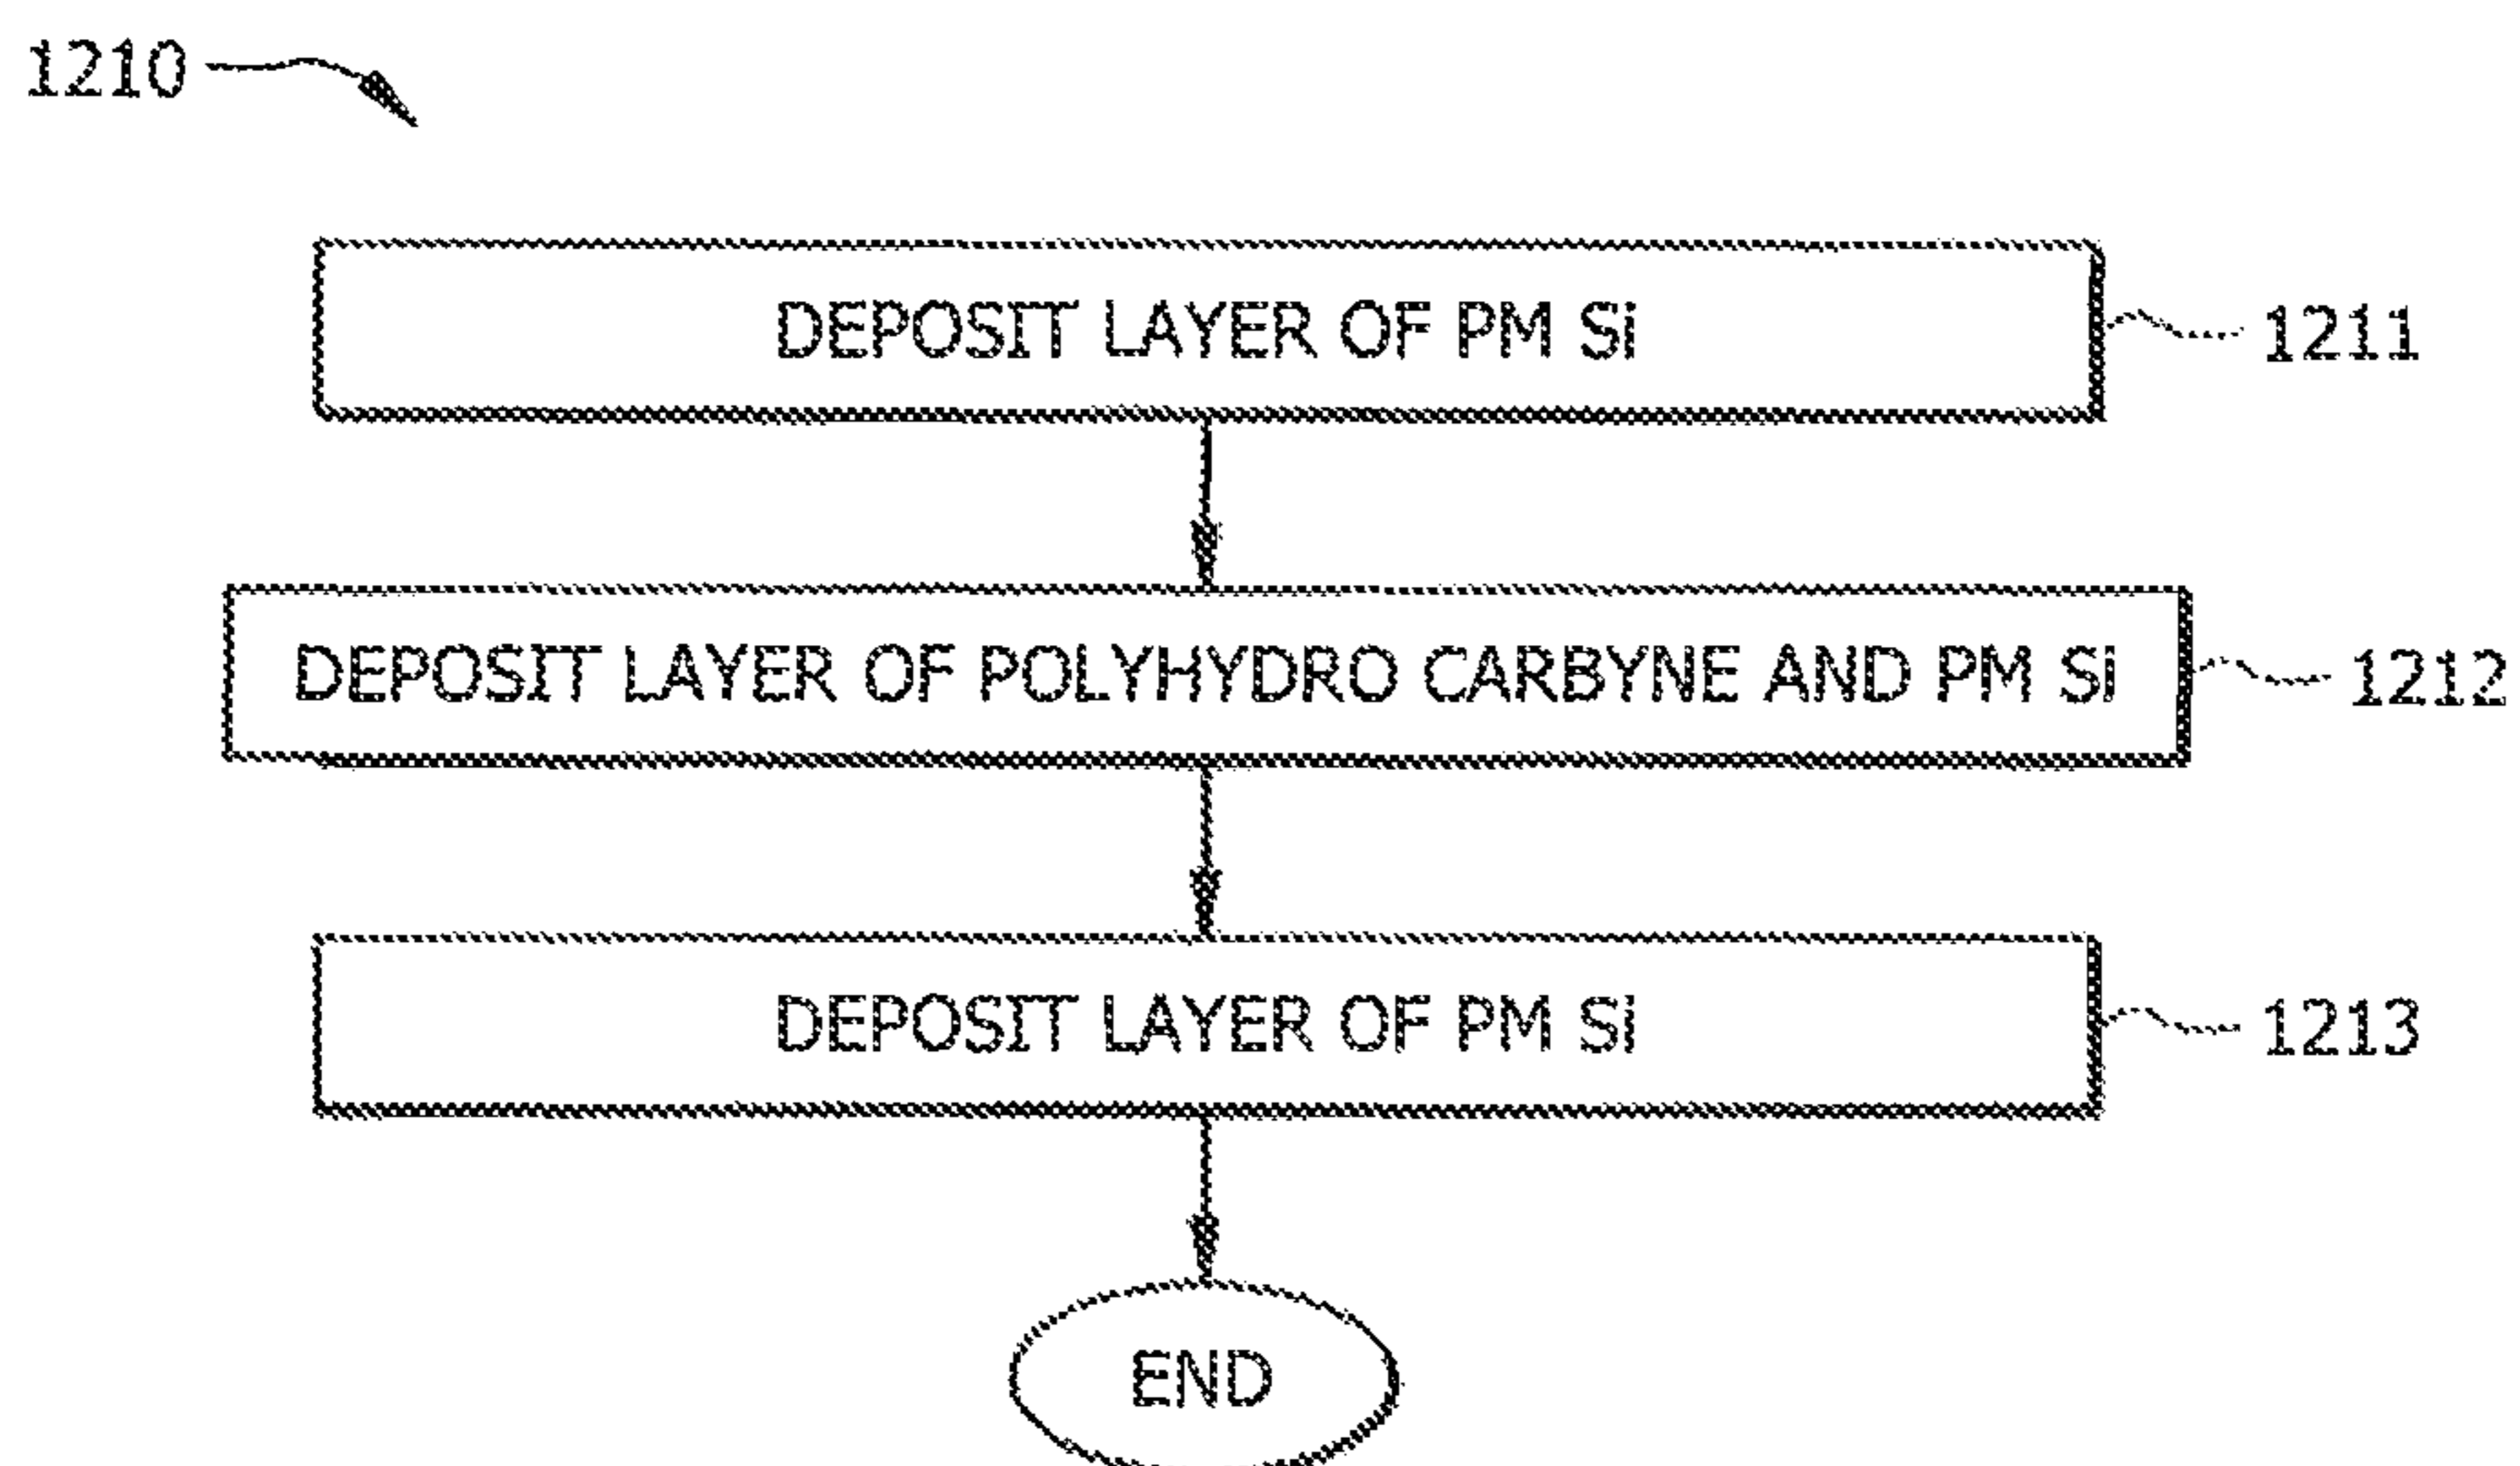 1210
DEPOSIT LAYER OF PM Si
1211
DEPOSIT LAYER OF POLYHYDRO CARBYNE AND PM Si
1212
DEPOSIT LAYER OF PM Si
1213
END